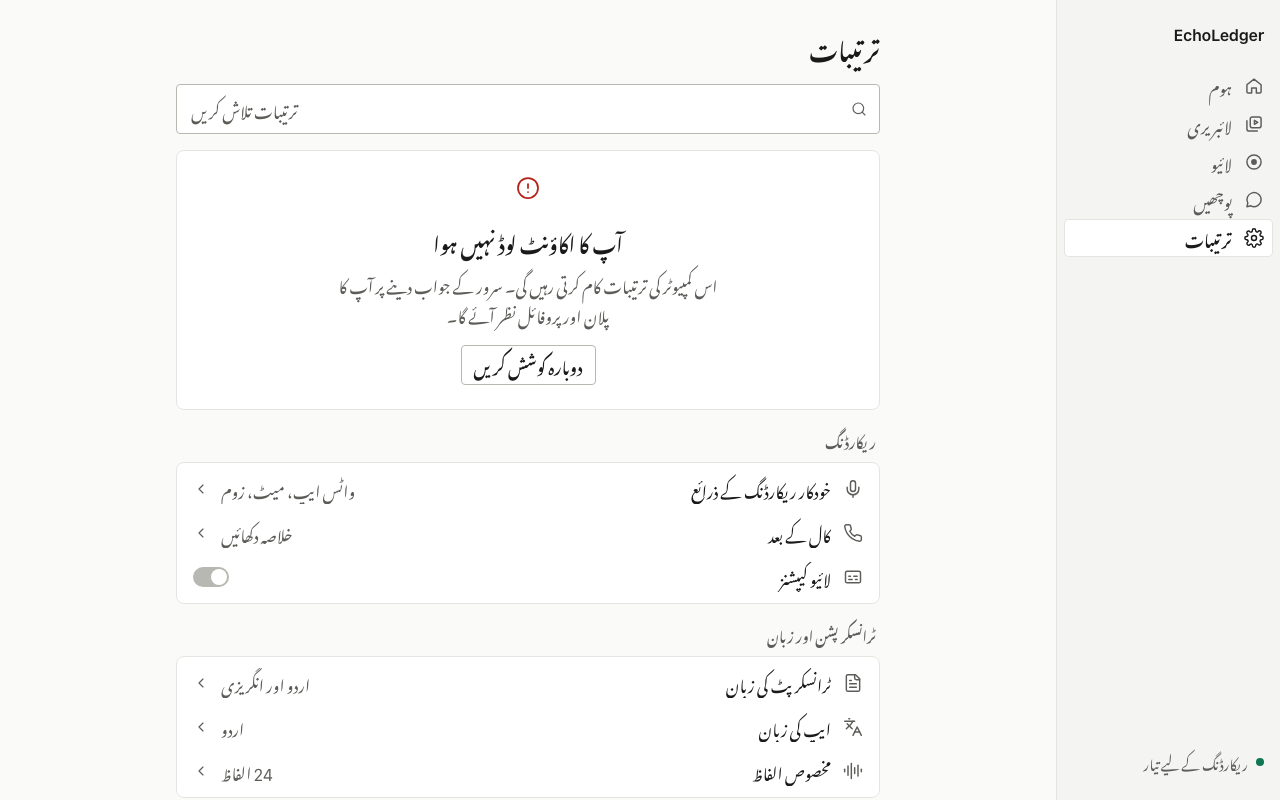 EchoLedger
ہوم
لائبریری
لائیو
پوچھیں
ترتیبات
ریکارڈنگ کے لیے تیار
ترتیبات
ترتیبات تلاش کریں
آپ کا اکاؤنٹ لوڈ نہیں ہوا
اس کمپیوٹر کی ترتیبات کام کرتی رہیں گی۔ سرور کے جواب دینے پر آپ کا
پلان اور پروفائل نظر آئے گا۔
دوبارہ کوشش کریں
ریکارڈنگ
خودکار ریکارڈنگ کے ذرائع
واٹس ایپ، میٹ، زوم
کال کے بعد
خلاصہ دکھائیں
لائیو کیپشنز
ٹرانسکرپشن اور زبان
ٹرانسکرپٹ کی زبان
اردو اور انگریزی
ایپ کی زبان
اردو
مخصوص الفاظ
24 الفاظ